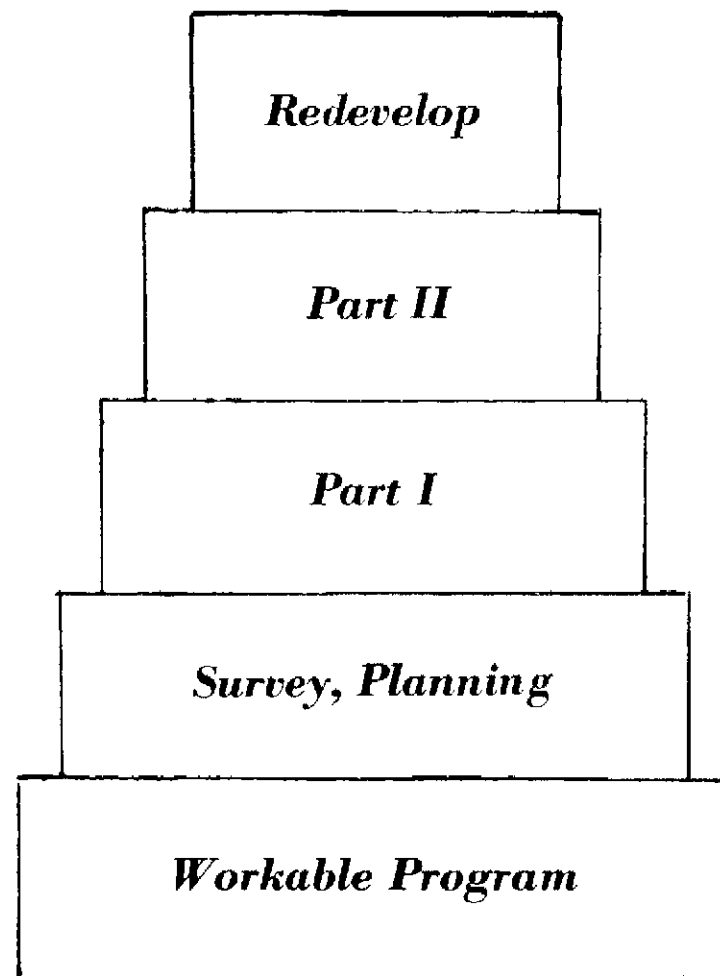 Redevelop
Part II
Part I
Survey, Planning
Workable Program